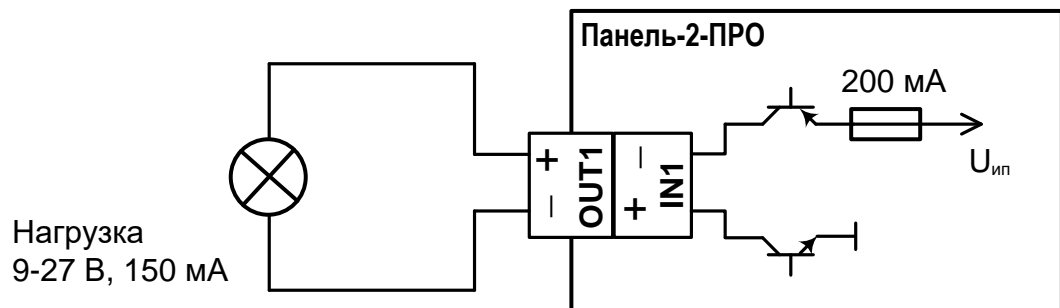 Панель-2-ПРО
200 мА
Uип
+ − OUT1
− + IN1
Нагрузка
9-27 В, 150 мА